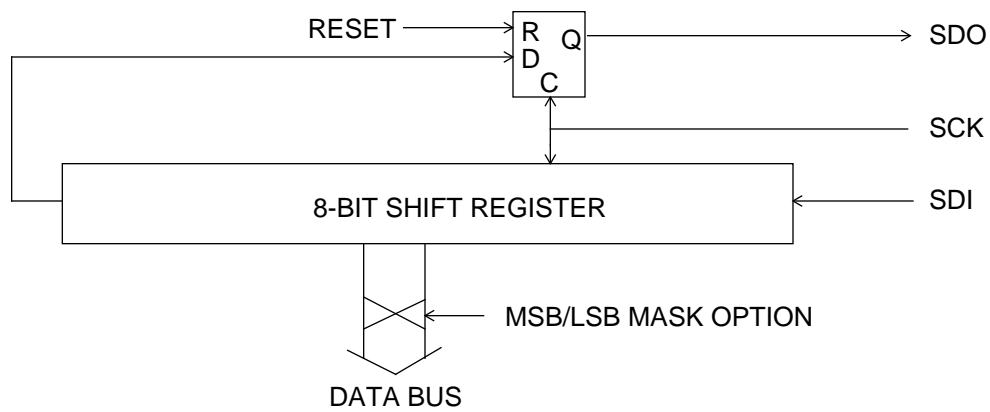 RESET
R
Q
D
C
SDO
SCK
8-BIT SHIFT REGISTER
SDI
MSB/LSB MASK OPTION
DATA BUS